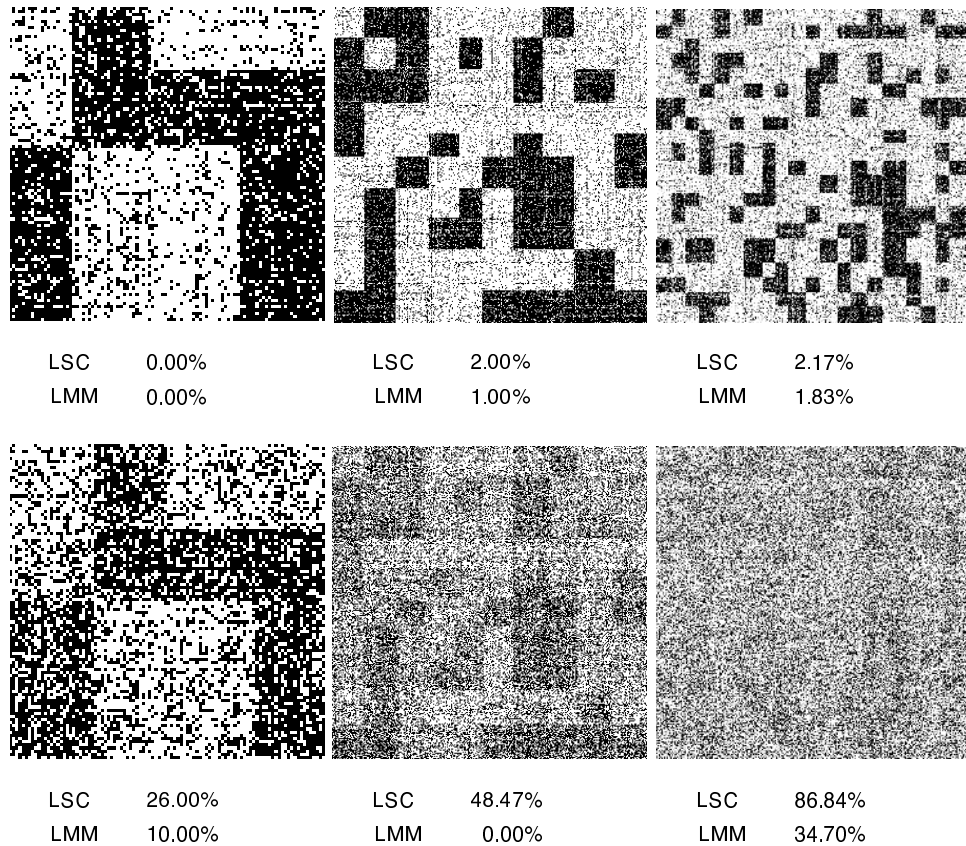 LSC 0.00% LSC 2.00% LSC 2.17%
LMM 0.00% LMM 1.00% LMM 1.83%
LSC 26.00% LSC 48.47% LSC 86.84%
LMM 10.00% LMM 0.00% LMM 34.70%